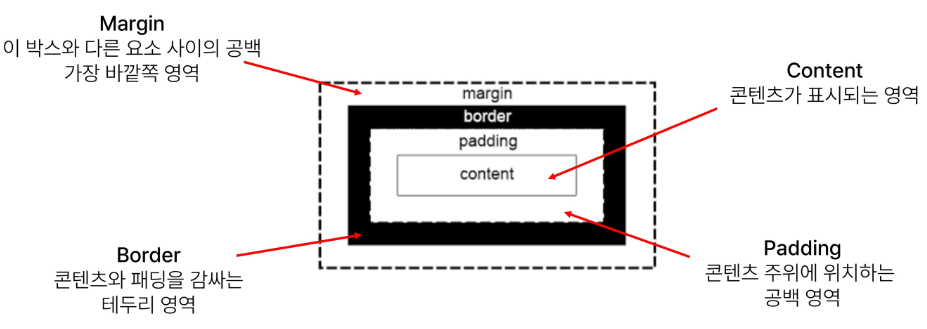 Margin
이 박스와 다른 요소 사이의 공백
가장 바깥쪽 영역
Content
콘텐츠가 표시되는 영역
margin
border
padding
content
Border
콘텐츠와 패딩을 감싸는
테두리 영역
Padding
콘텐츠 주위에 위치하는
공백 영역